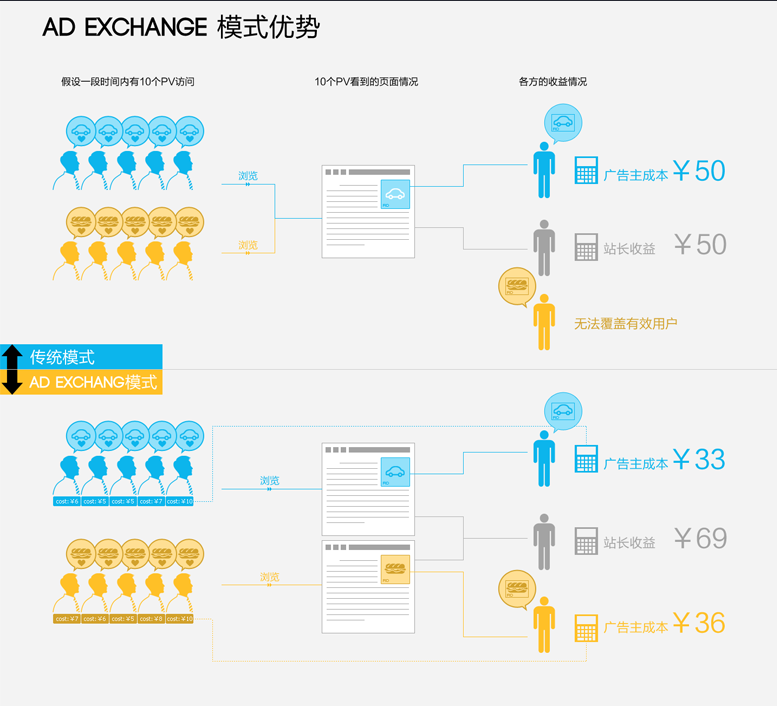 AD EXCHANGE 模式优势
假设一段时间内有10个PV访问
10个PV看到的页面情况
各方的收益情况
浏览
广告主成本 ￥50
浏览
站长收益 ￥50
无法覆盖有效用户
传统模式
AD EXCHANG模式
广告主成本 ￥33
浏览
cost: ¥6 cost: ¥5 cost: ¥5 cost: ¥7 cost: ¥10
站长收益 ￥69
浏览
广告主成本 ￥36
cost: ¥7 cost: ¥6 cost: ¥5 cost: ¥8 cost: ¥10